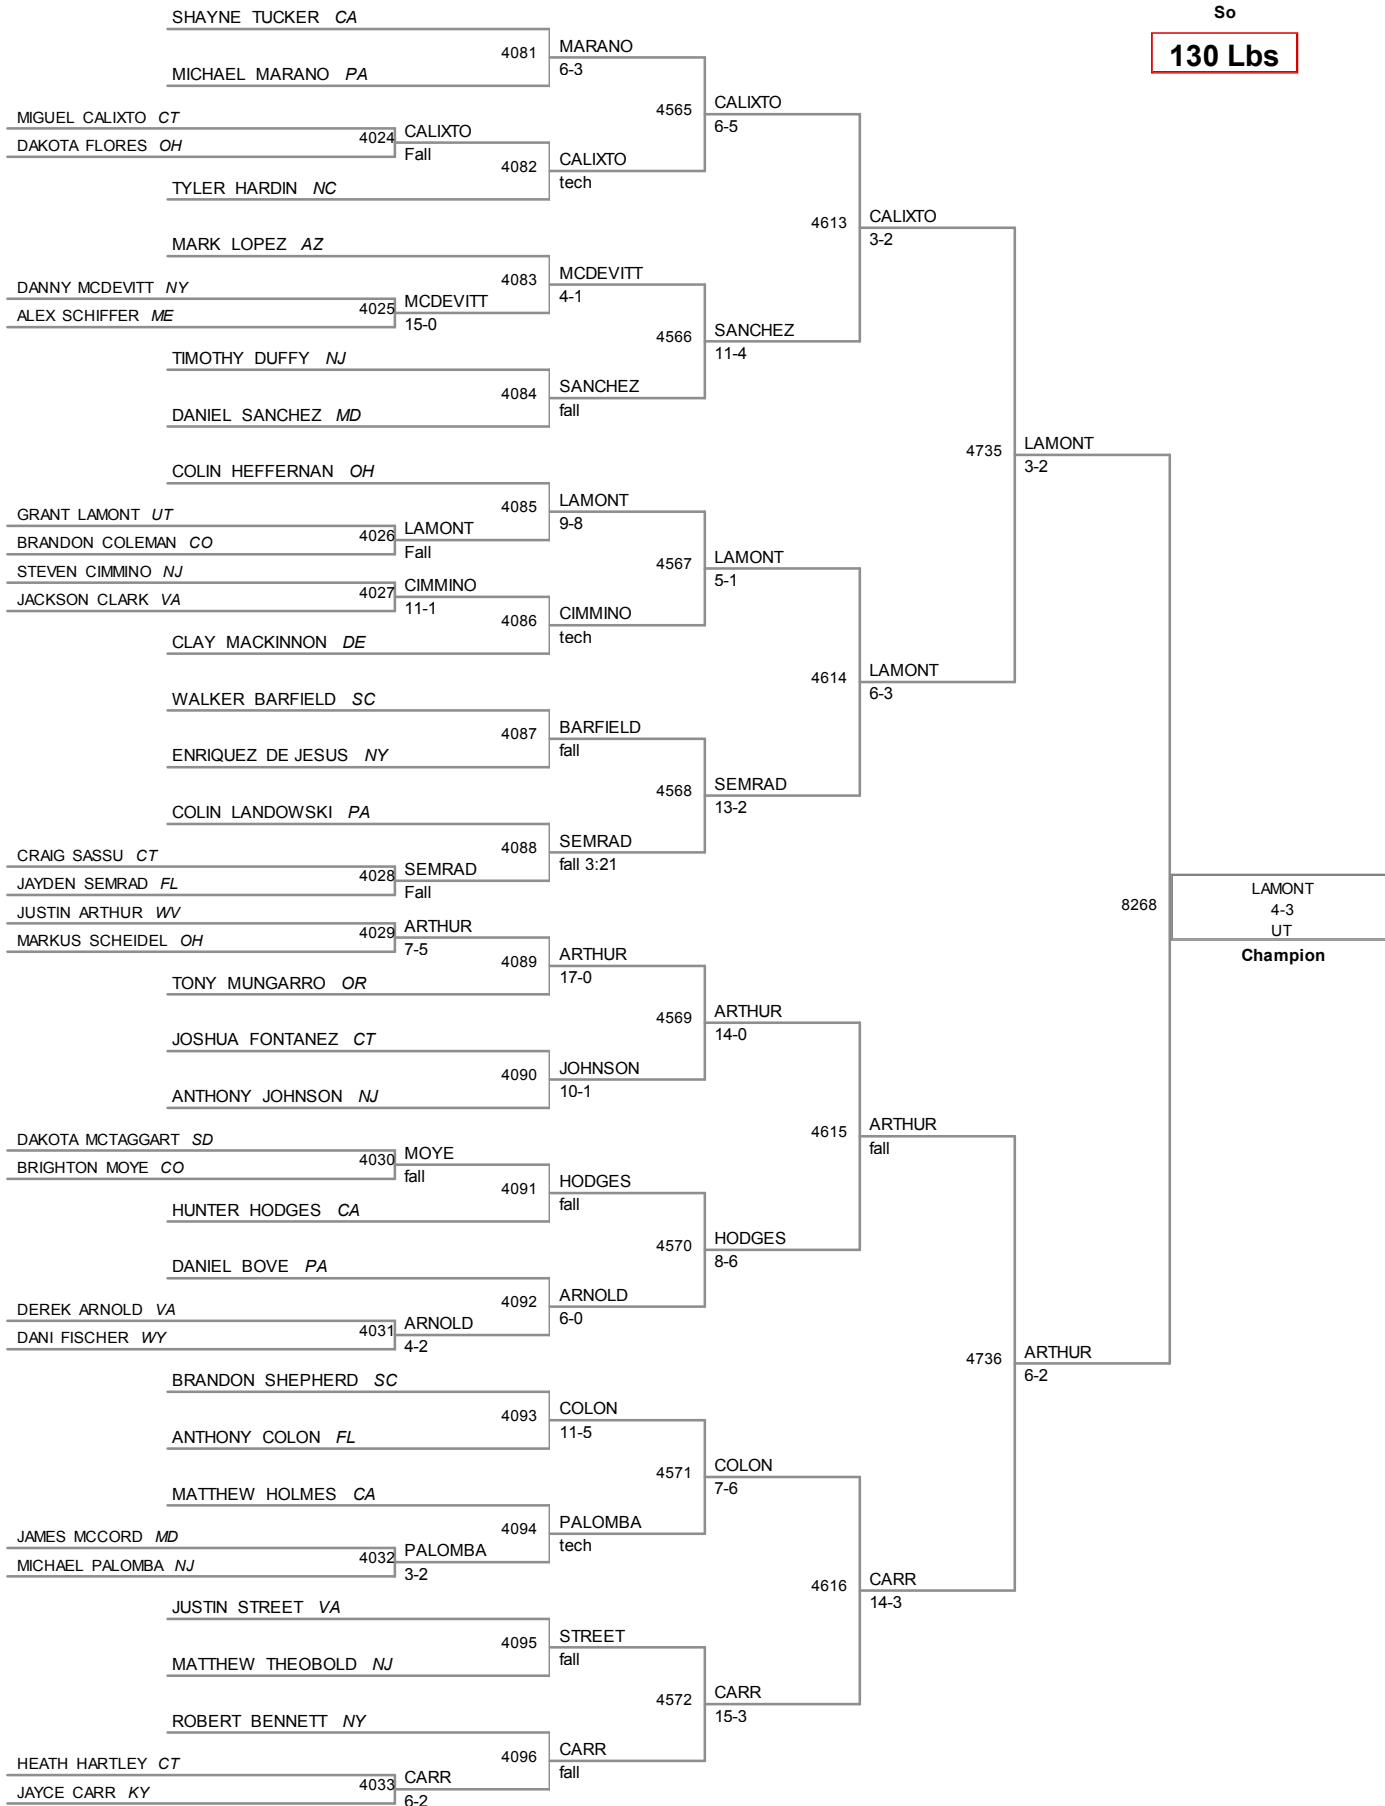 So
130 Lbs
SHAYNE TUCKER CA
4081 MARANO
6-3
MICHAEL MARANO PA
4565 CALIXTO
6-5
MIGUEL CALIXTO CT
4024 CALIXTO
DAKOTA FLORES OH
Fall
4082 CALIXTO
tech
TYLER HARDIN NC
4613 CALIXTO
3-2
MARK LOPEZ AZ
4083 MCDEVITT
4-1
DANNY MCDEVITT NY
4025 MCDEVITT
ALEX SCHIFFER ME
15-0
4566 SANCHEZ
11-4
TIMOTHY DUFFY NJ
4084 SANCHEZ
fall
DANIEL SANCHEZ MD
4735 LAMONT
3-2
COLIN HEFFERNAN OH
4085 LAMONT
9-8
GRANT LAMONT UT
4026 LAMONT
BRANDON COLEMAN CO
Fall
4567 LAMONT
5-1
STEVEN CIMMINO NJ
4027 CIMMINO
JACKSON CLARK VA
11-1
4086 CIMMINO
tech
CLAY MACKINNON DE
4614 LAMONT
6-3
WALKER BARFIELD SC
4087 BARFIELD
fall
ENRIQUEZ DE JESUS NY
4568 SEMRAD
13-2
COLIN LANDOWSKI PA
4088 SEMRAD
fall 3:21
CRAIG SASSU CT
4028 SEMRAD
JAYDEN SEMRAD FL
Fall
8268
LAMONT
4-3
UT
Champion
JUSTIN ARTHUR WV
4029 ARTHUR
MARKUS SCHEIDEL OH
7-5
4089 ARTHUR
17-0
TONY MUNGARRO OR
4569 ARTHUR
14-0
JOSHUA FONTANEZ CT
4090 JOHNSON
10-1
ANTHONY JOHNSON NJ
4615 ARTHUR
fall
DAKOTA MCTAGGART SD
4030 MOYE
BRIGHTON MOYE CO
fall
4091 HODGES
fall
HUNTER HODGES CA
4570 HODGES
8-6
DANIEL BOVE PA
4092 ARNOLD
6-0
DEREK ARNOLD VA
4031 ARNOLD
DANI FISCHER WY
4-2
4736 ARTHUR
6-2
BRANDON SHEPHERD SC
4093 COLON
11-5
ANTHONY COLON FL
4571 COLON
7-6
MATTHEW HOLMES CA
4094 PALOMBA
tech
JAMES MCCORD MD
4032 PALOMBA
MICHAEL PALOMBA NJ
3-2
4616 CARR
14-3
JUSTIN STREET VA
4095 STREET
fall
MATTHEW THEOBOLD NJ
4572 CARR
15-3
ROBERT BENNETT NY
4096 CARR
fall
HEATH HARTLEY CT
4033 CARR
JAYCE CARR KY
6-2